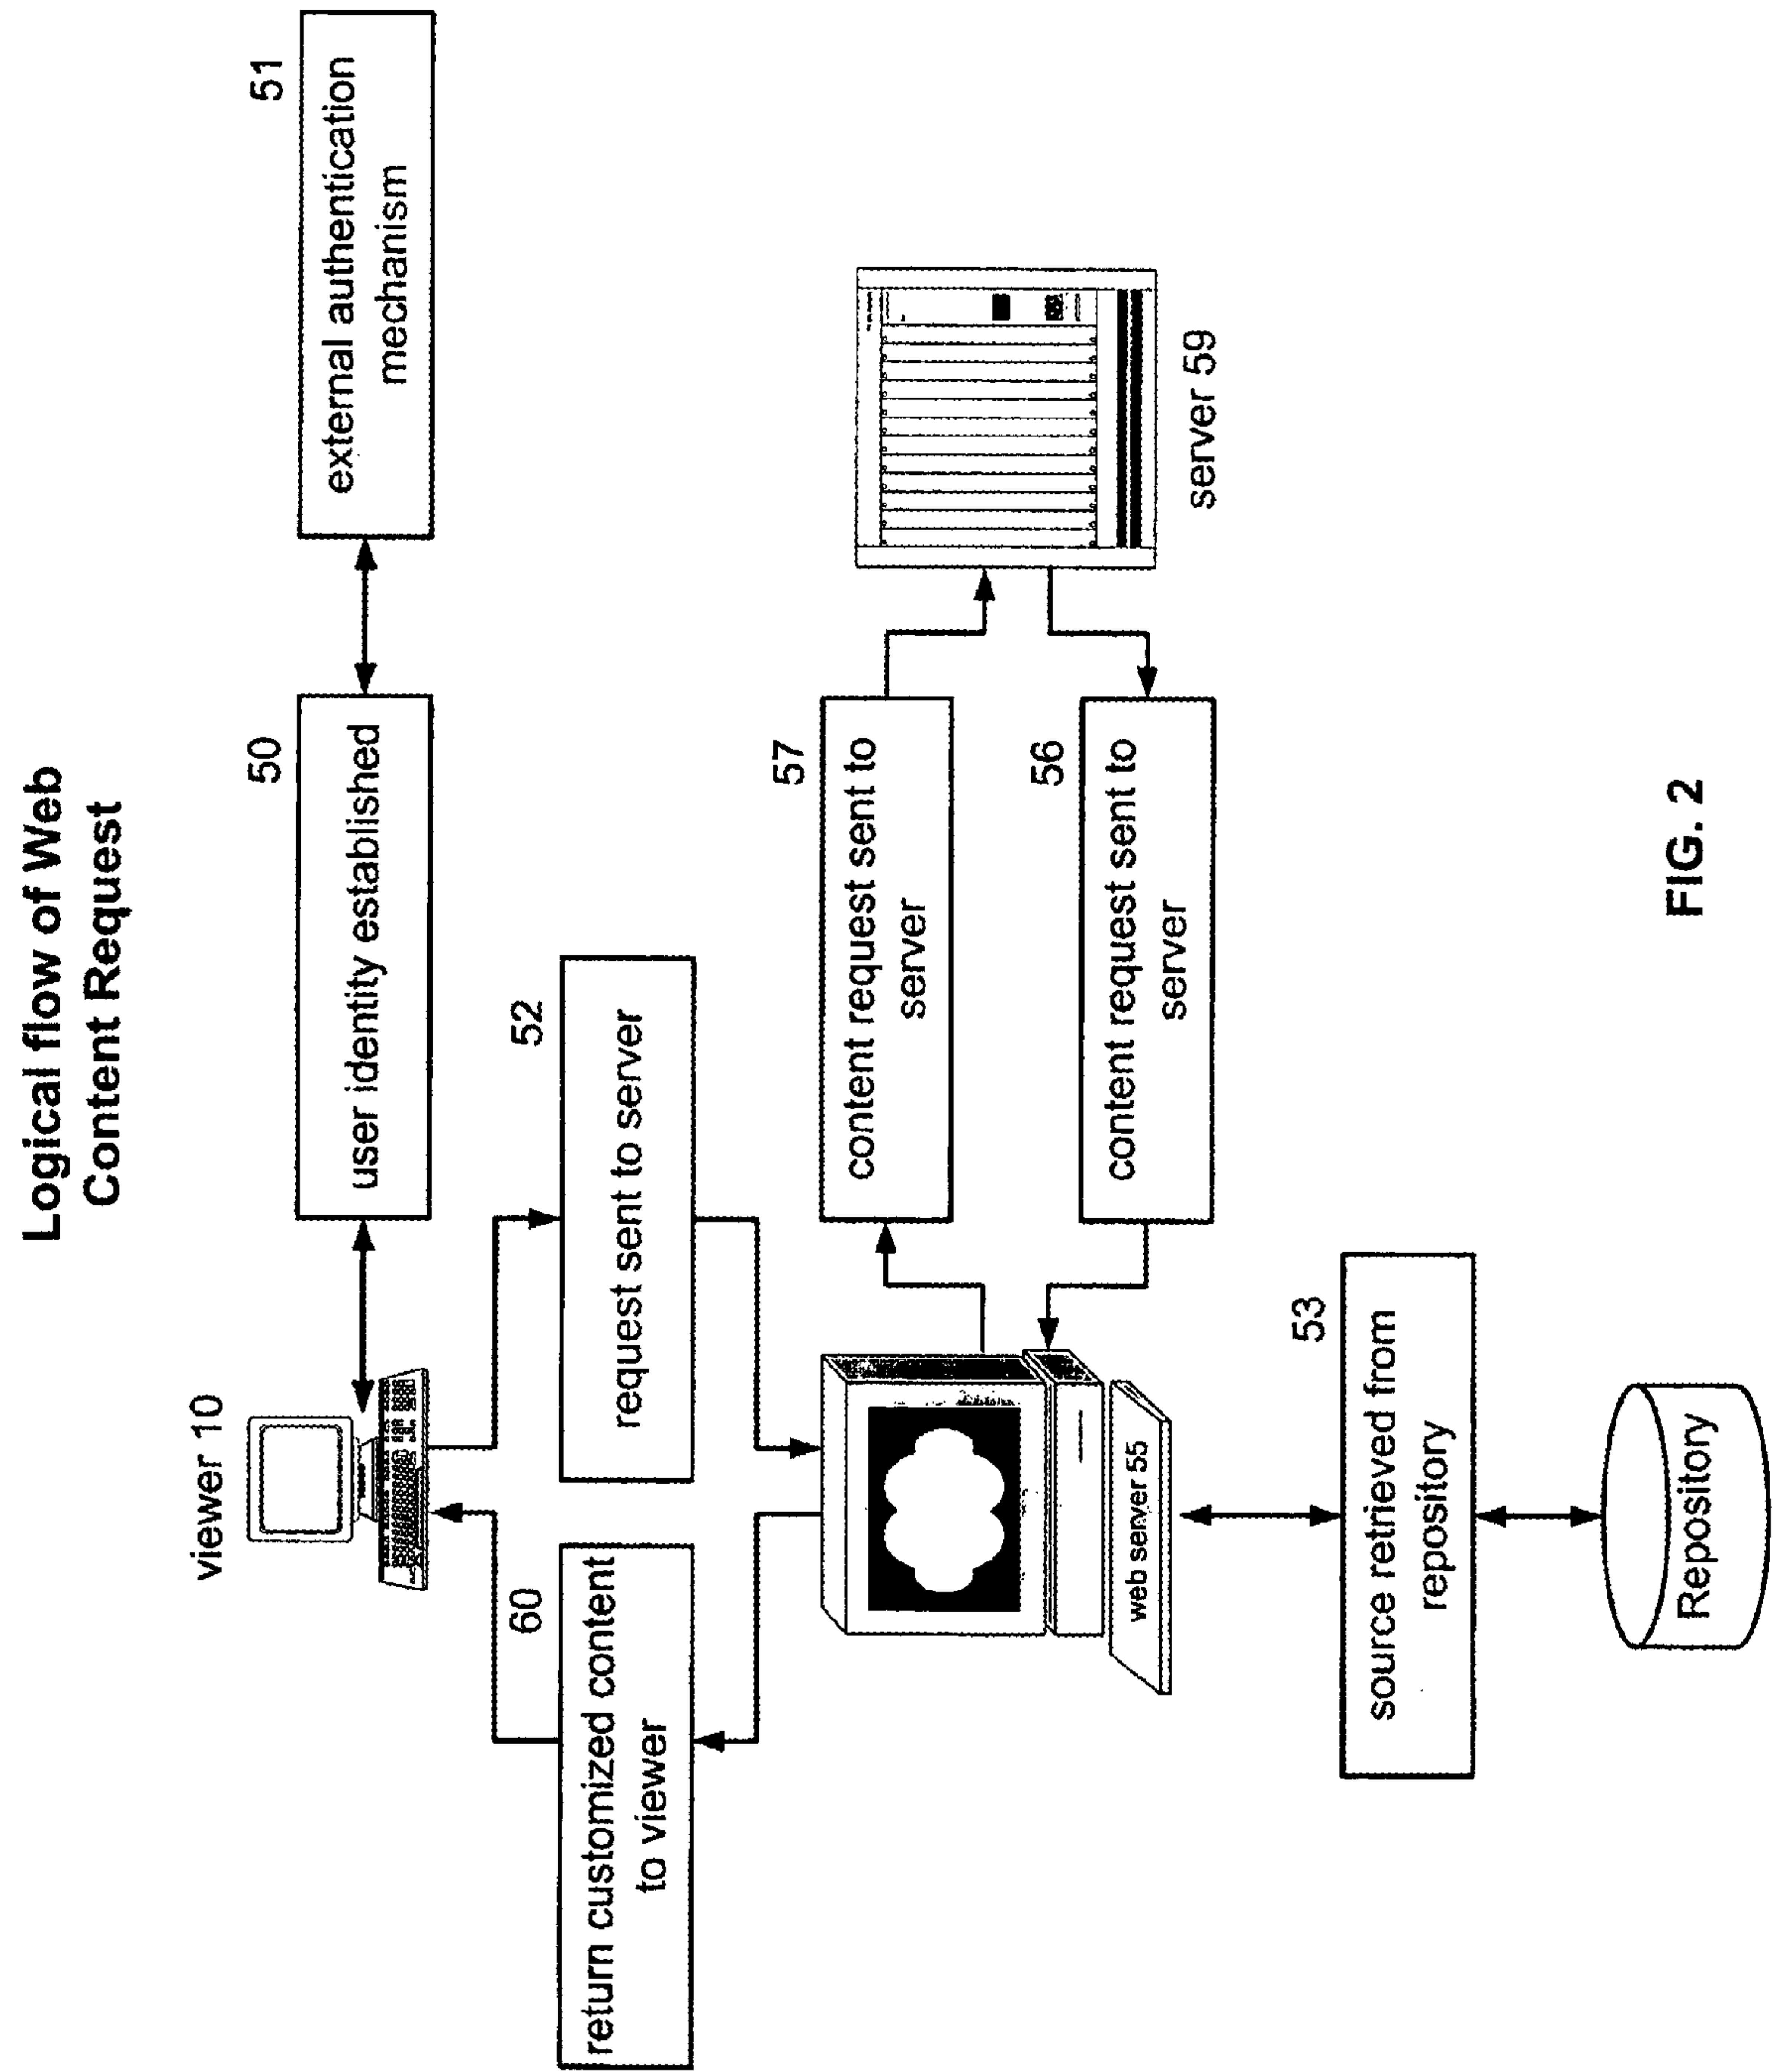 Logical flow of Web
Content Request
viewer 10
50
user identity established
51
external authentication
mechanism
60
return customized content
to viewer
52
request sent to server
web server 55
57
content request sent to
server
56
content request sent to
server
server 59
53
source retrieved from
repository
Repository
FIG. 2